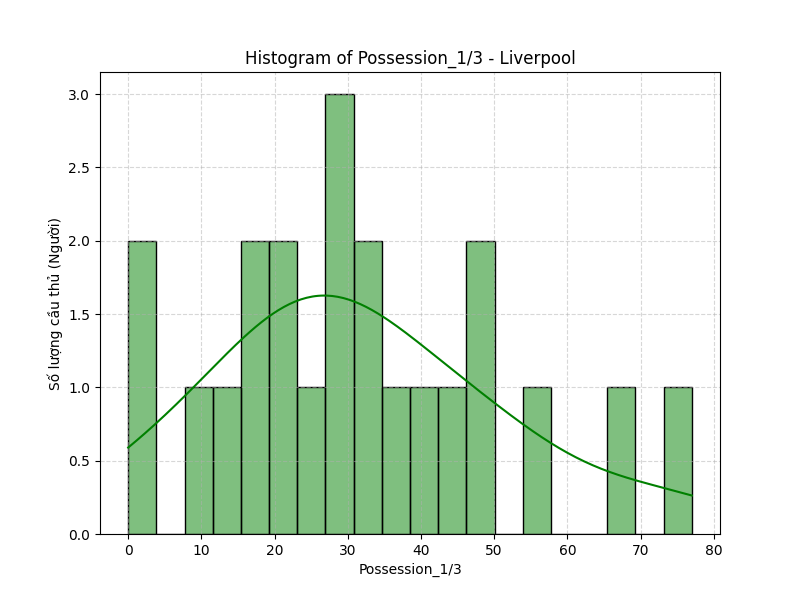 Histogram of Possession_1/3 - Liverpool
3.0
2.5
2.0
1.5
1.0
0.5
0.0
Số lượng cầu thủ (Người)
0 10 20 30 40 50 60 70 80
Possession_1/3